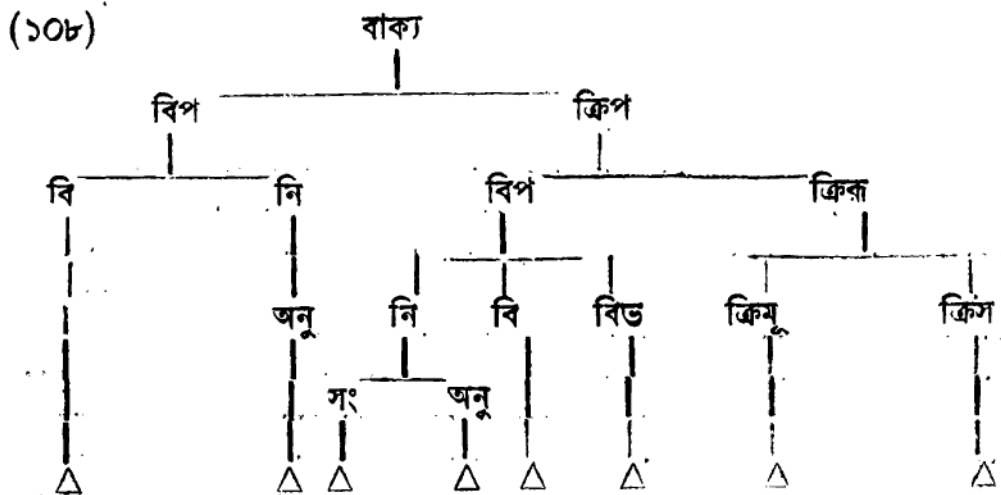 (১০৮)
বাক্য
বিপ ক্রিপ
বি নি বিপ ক্রিরূ
অনু নি বি বিভ ক্রিমূ ক্রিস
সং অনু